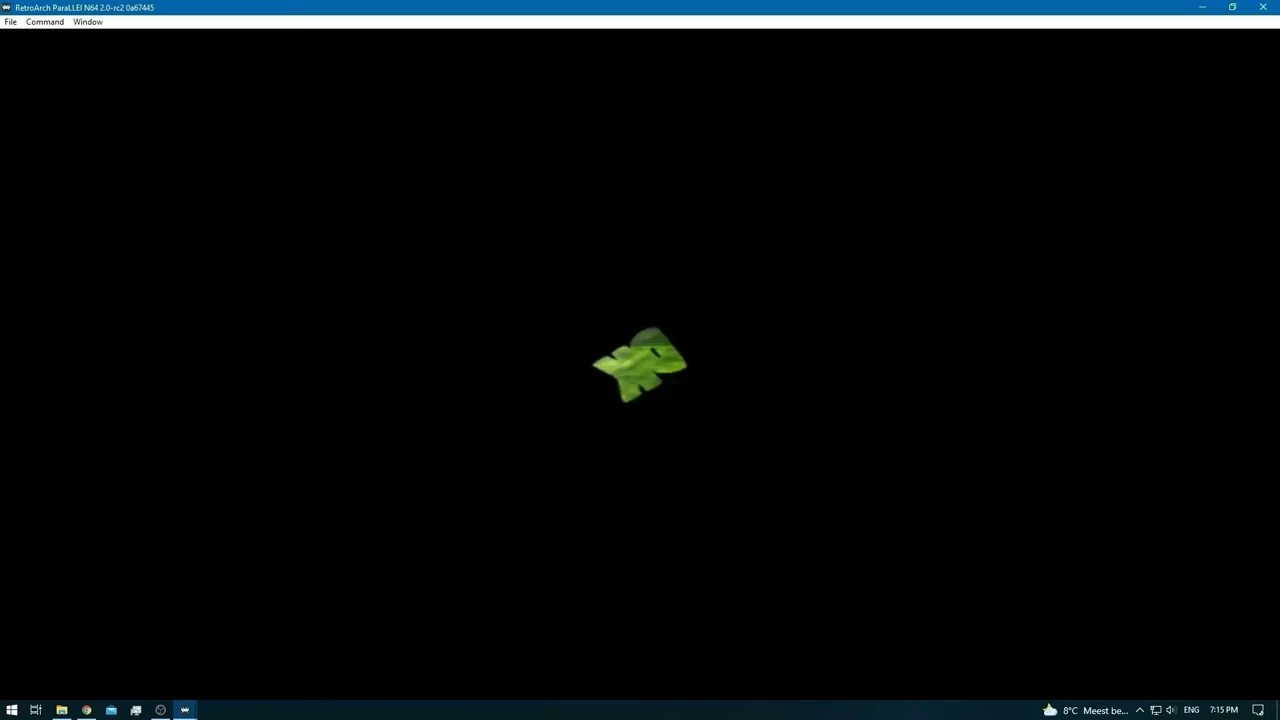 RetroArch ParaLLEl N64 2.0-rc2 0a67445
File Command Window
8°C Meest be... ENG 7:15 PM